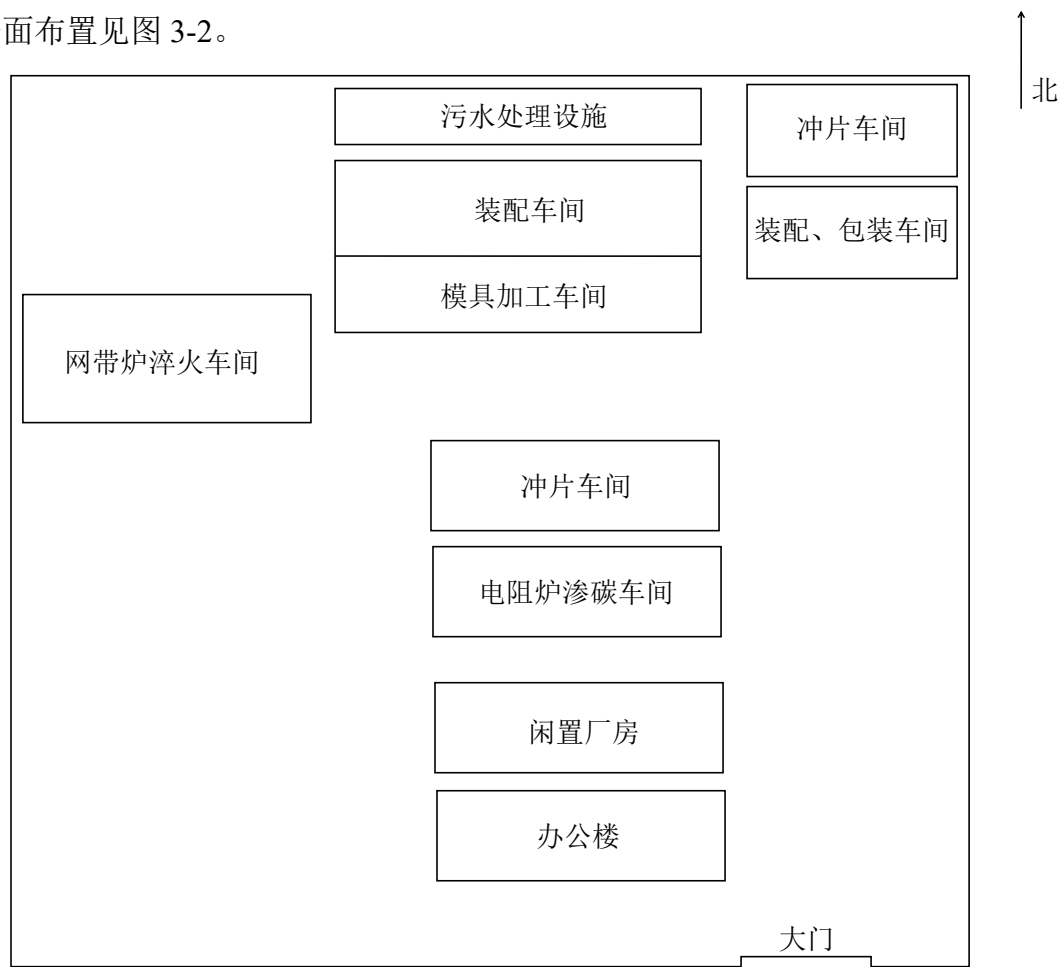 面布置见图 3-2。
北
污水处理设施
冲片车间
装配车间
装配、包装车间
模具加工车间
网带炉淬火车间
冲片车间
电阻炉渗碳车间
闲置厂房
办公楼
大门